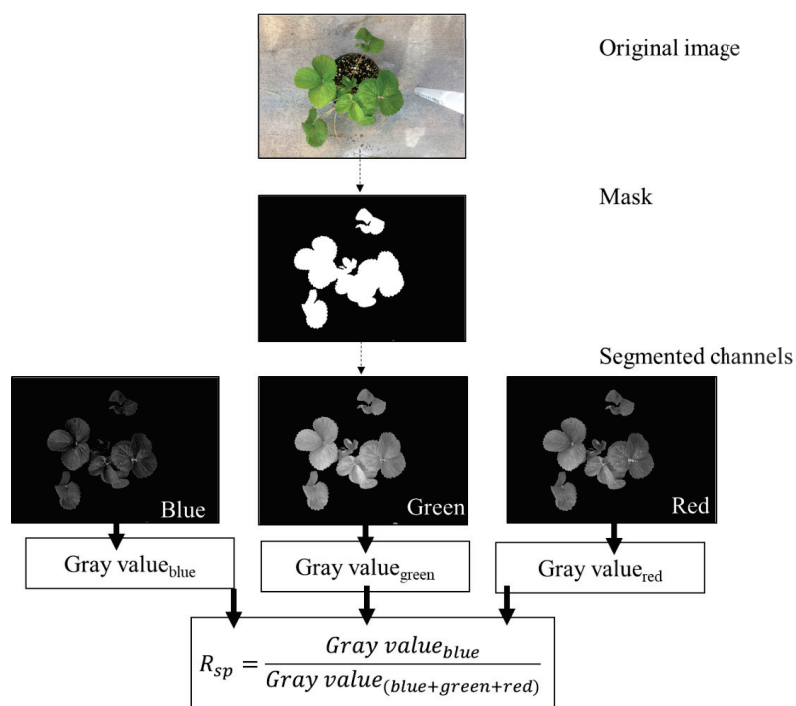 Original image
Mask
Segmented channels
Blue
Green
Red
Gray value_blue
Gray value_green
Gray value_red
R_sp = Gray value_blue / Gray value_(blue+green+red)